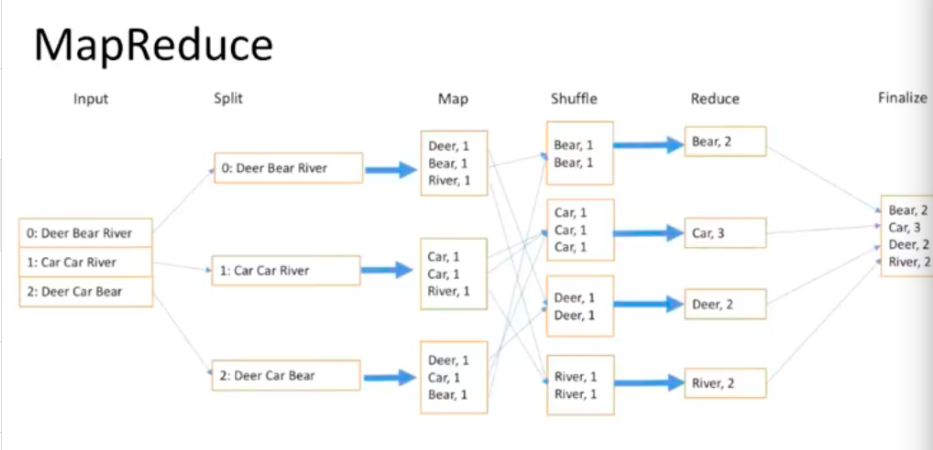 MapReduce
Input Split Map Shuffle Reduce Finalize
0: Deer Bear River
1: Car Car River
2: Deer Car Bear
0: Deer Bear River
1: Car Car River
2: Deer Car Bear
Deer, 1
Bear, 1
River, 1
Car, 1
Car, 1
River, 1
Deer, 1
Car, 1
Bear, 1
Bear, 1
Bear, 1
Car, 1
Car, 1
Car, 1
Deer, 1
Deer, 1
River, 1
River, 1
Bear, 2
Car, 3
Deer, 2
River, 2
Bear, 2
Car, 3
Deer, 2
River, 2